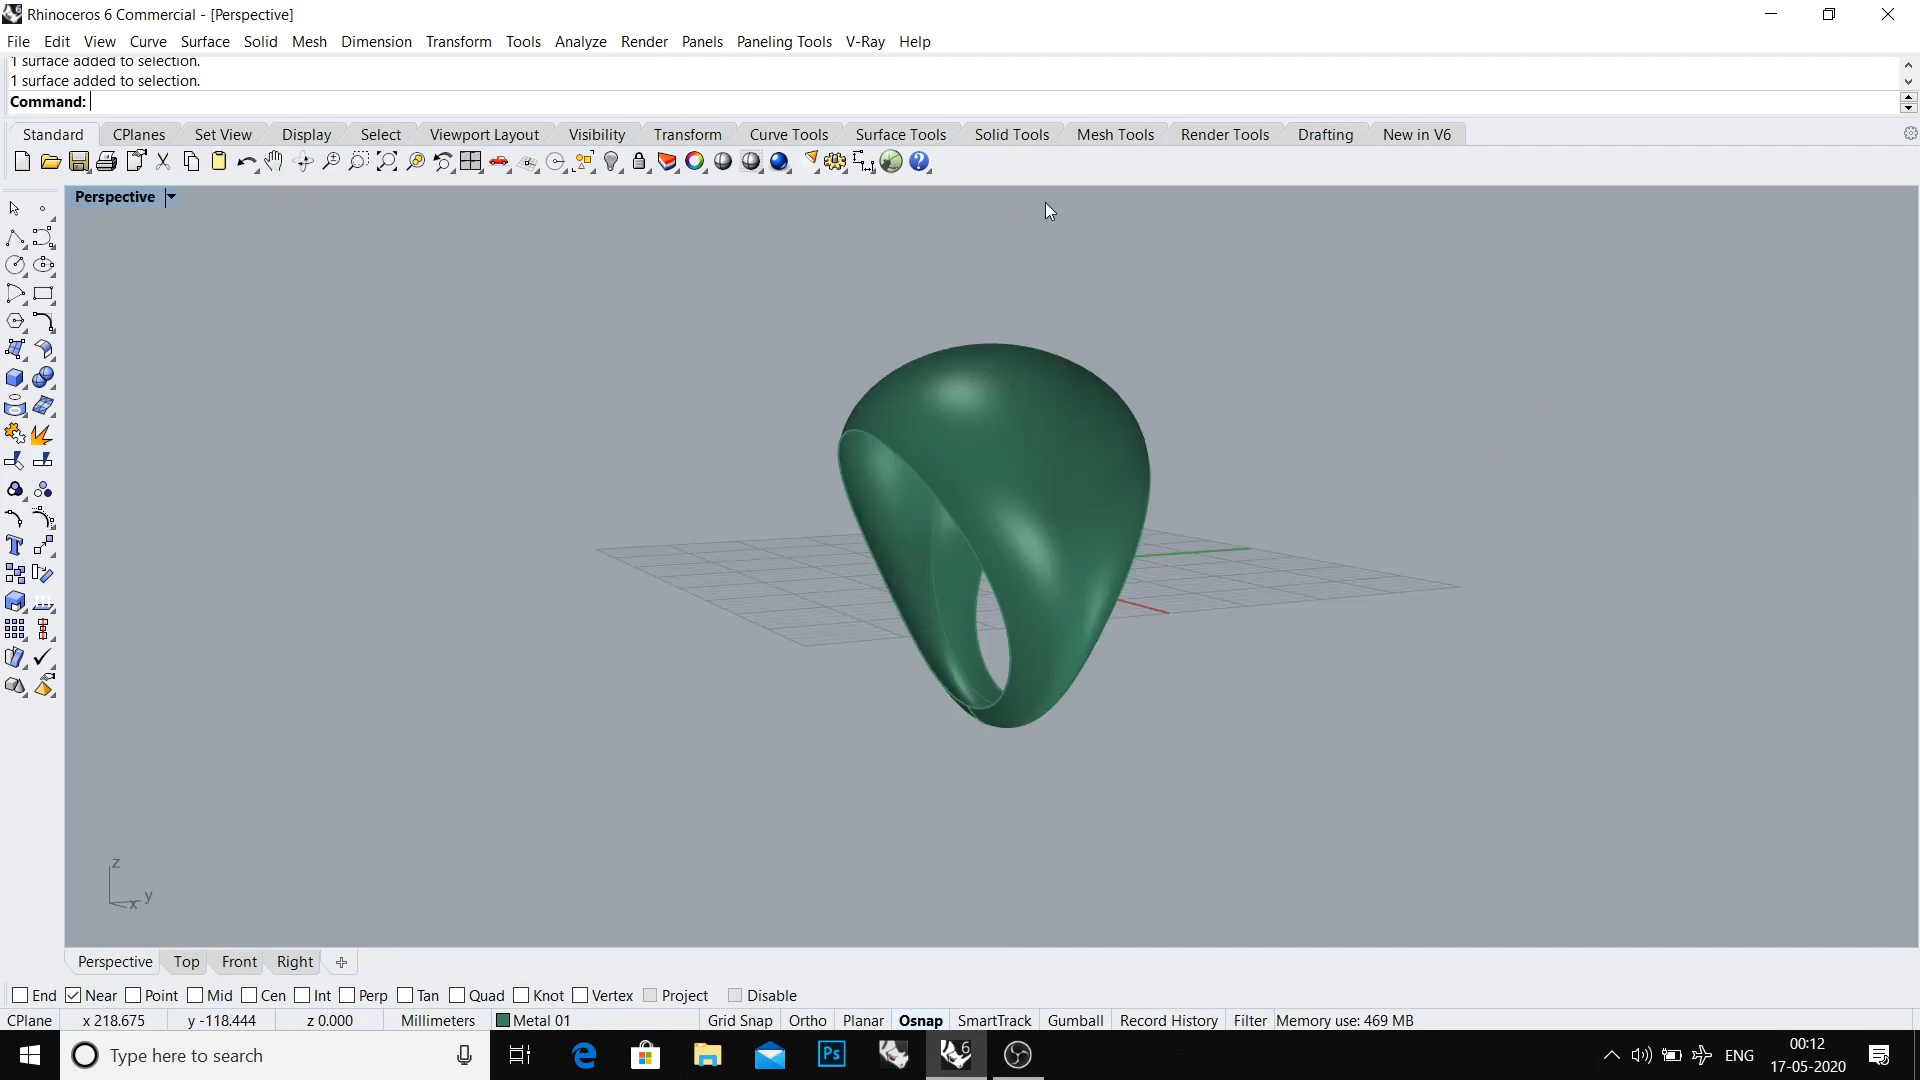 Rhinoceros 6 Commercial - [Perspective]
File Edit View Curve Surface Solid Mesh Dimension Transform Tools Analyze Render Panels Paneling Tools V-Ray Help
1 surface added to selection.
1 surface added to selection.
Command:
Standard CPlanes Set View Display Select Viewport Layout Visibility Transform Curve Tools Surface Tools Solid Tools Mesh Tools Render Tools Drafting New in V6
Perspective
z
y
x
Perspective Top Front Right
End Near Point Mid Cen Int Perp Tan Quad Knot Vertex Project Disable
CPlane x 218.675 y -118.444 z 0.000 Millimeters Metal 01 Grid Snap Ortho Planar Osnap SmartTrack Gumball Record History Filter Memory use: 469 MB
Type here to search Ps 6 ENG 00:12
17-05-2020